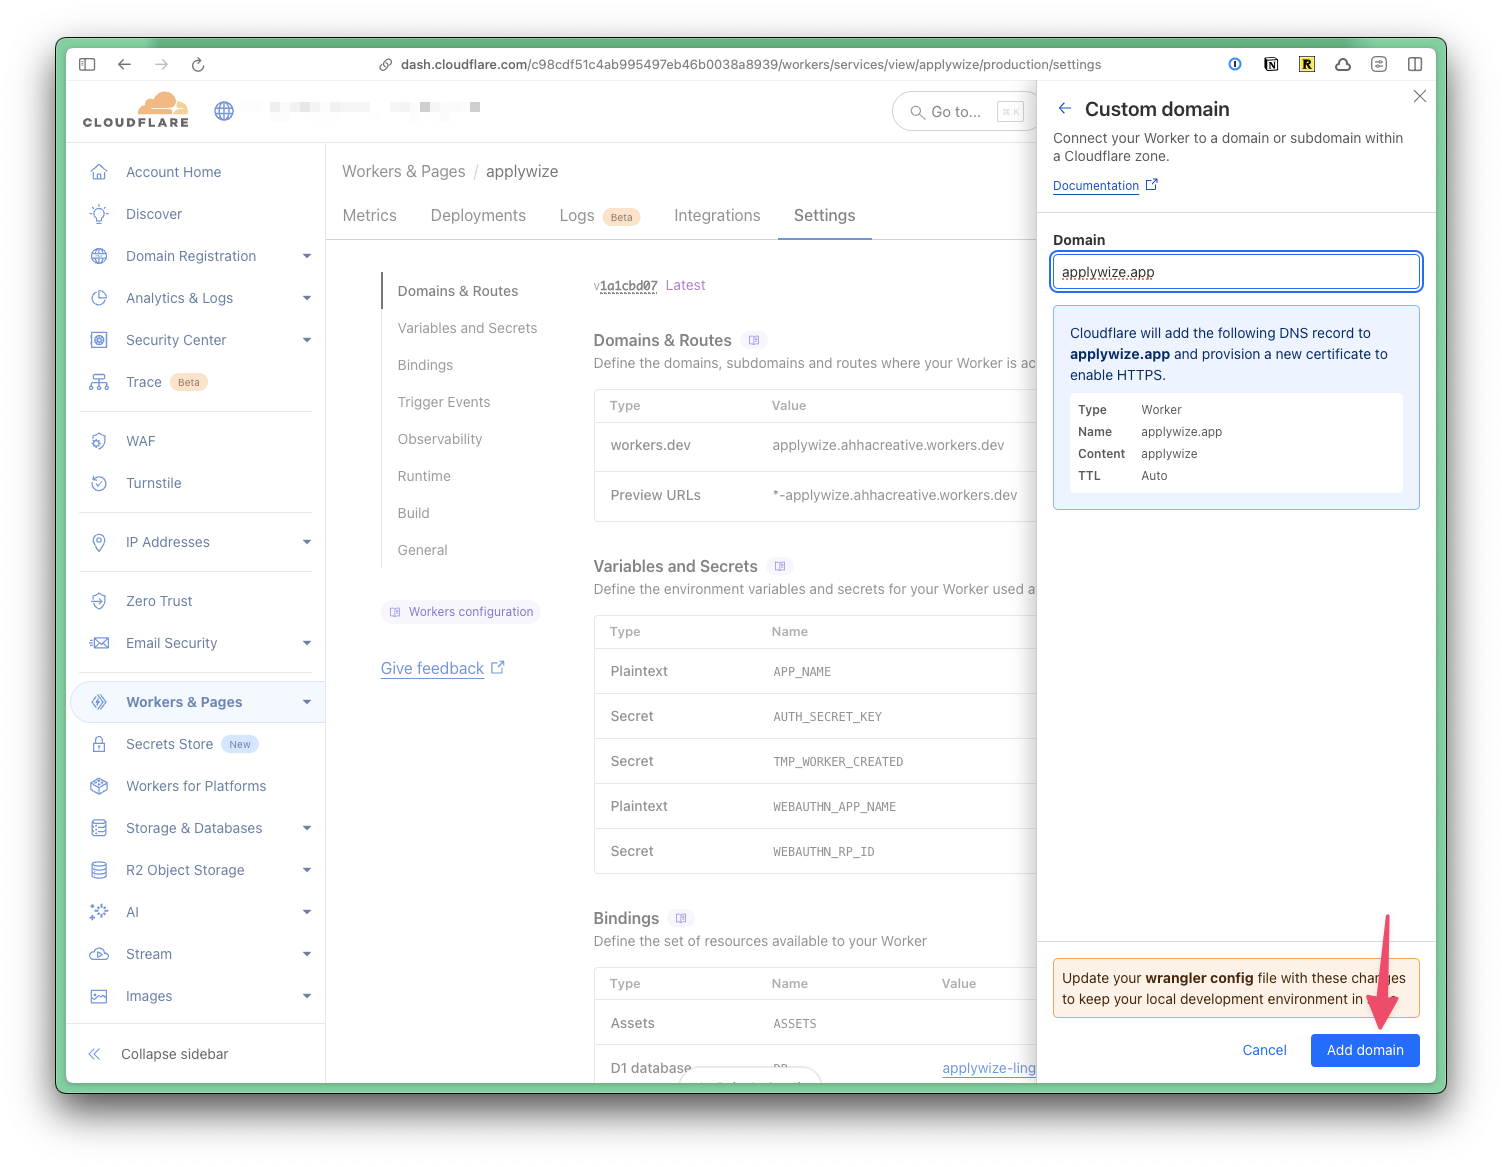 dash.cloudflare.com/c98cdf51c4ab995497eb46b0038a8939/workers/services/view/applywize/production/settings
CLOUDFLARE
Go to...
⌘ K
Account Home
Discover
Domain Registration
Analytics & Logs
Security Center
Trace Beta
WAF
Turnstile
IP Addresses
Zero Trust
Email Security
Workers & Pages
Secrets Store New
Workers for Platforms
Storage & Databases
R2 Object Storage
AI
Stream
Images
Collapse sidebar
Workers & Pages / applywize
Metrics Deployments Logs Beta Integrations Settings
Domains & Routes
Variables and Secrets
Bindings
Trigger Events
Observability
Runtime
Build
General
Workers configuration
Give feedback
v1a1cbd07 Latest
Domains & Routes
Define the domains, subdomains and routes where your Worker is ac
Type Value
workers.dev applywize.ahhacreative.workers.dev
Preview URLs *-applywize.ahhacreative.workers.dev
Variables and Secrets
Define the environment variables and secrets for your Worker used a
Type Name
Plaintext APP_NAME
Secret AUTH_SECRET_KEY
Secret TMP_WORKER_CREATED
Plaintext WEBAUTHN_APP_NAME
Secret WEBAUTHN_RP_ID
Bindings
Define the set of resources available to your Worker
Type Name Value
Assets ASSETS
D1 database applywize-ling
Custom domain
Connect your Worker to a domain or subdomain within
a Cloudflare zone.
Documentation
Domain
applywize.app
Cloudflare will add the following DNS record to
applywize.app and provision a new certificate to
enable HTTPS.
Type Worker
Name applywize.app
Content applywize
TTL Auto
Update your wrangler config file with these changes
to keep your local development environment in
Cancel Add domain